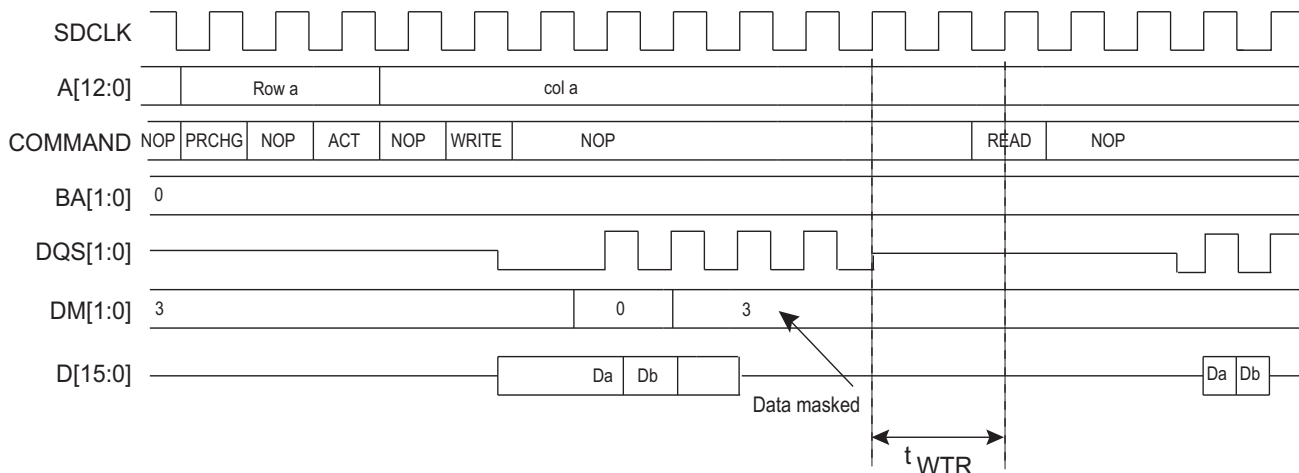 SDCLK
A[12:0] Row a col a
COMMAND NOP PRCHG NOP ACT NOP WRITE NOP READ NOP
BA[1:0] 0
DQS[1:0]
DM[1:0] 3 0 3
D[15:0] Da Db Da Db
Data masked
t WTR